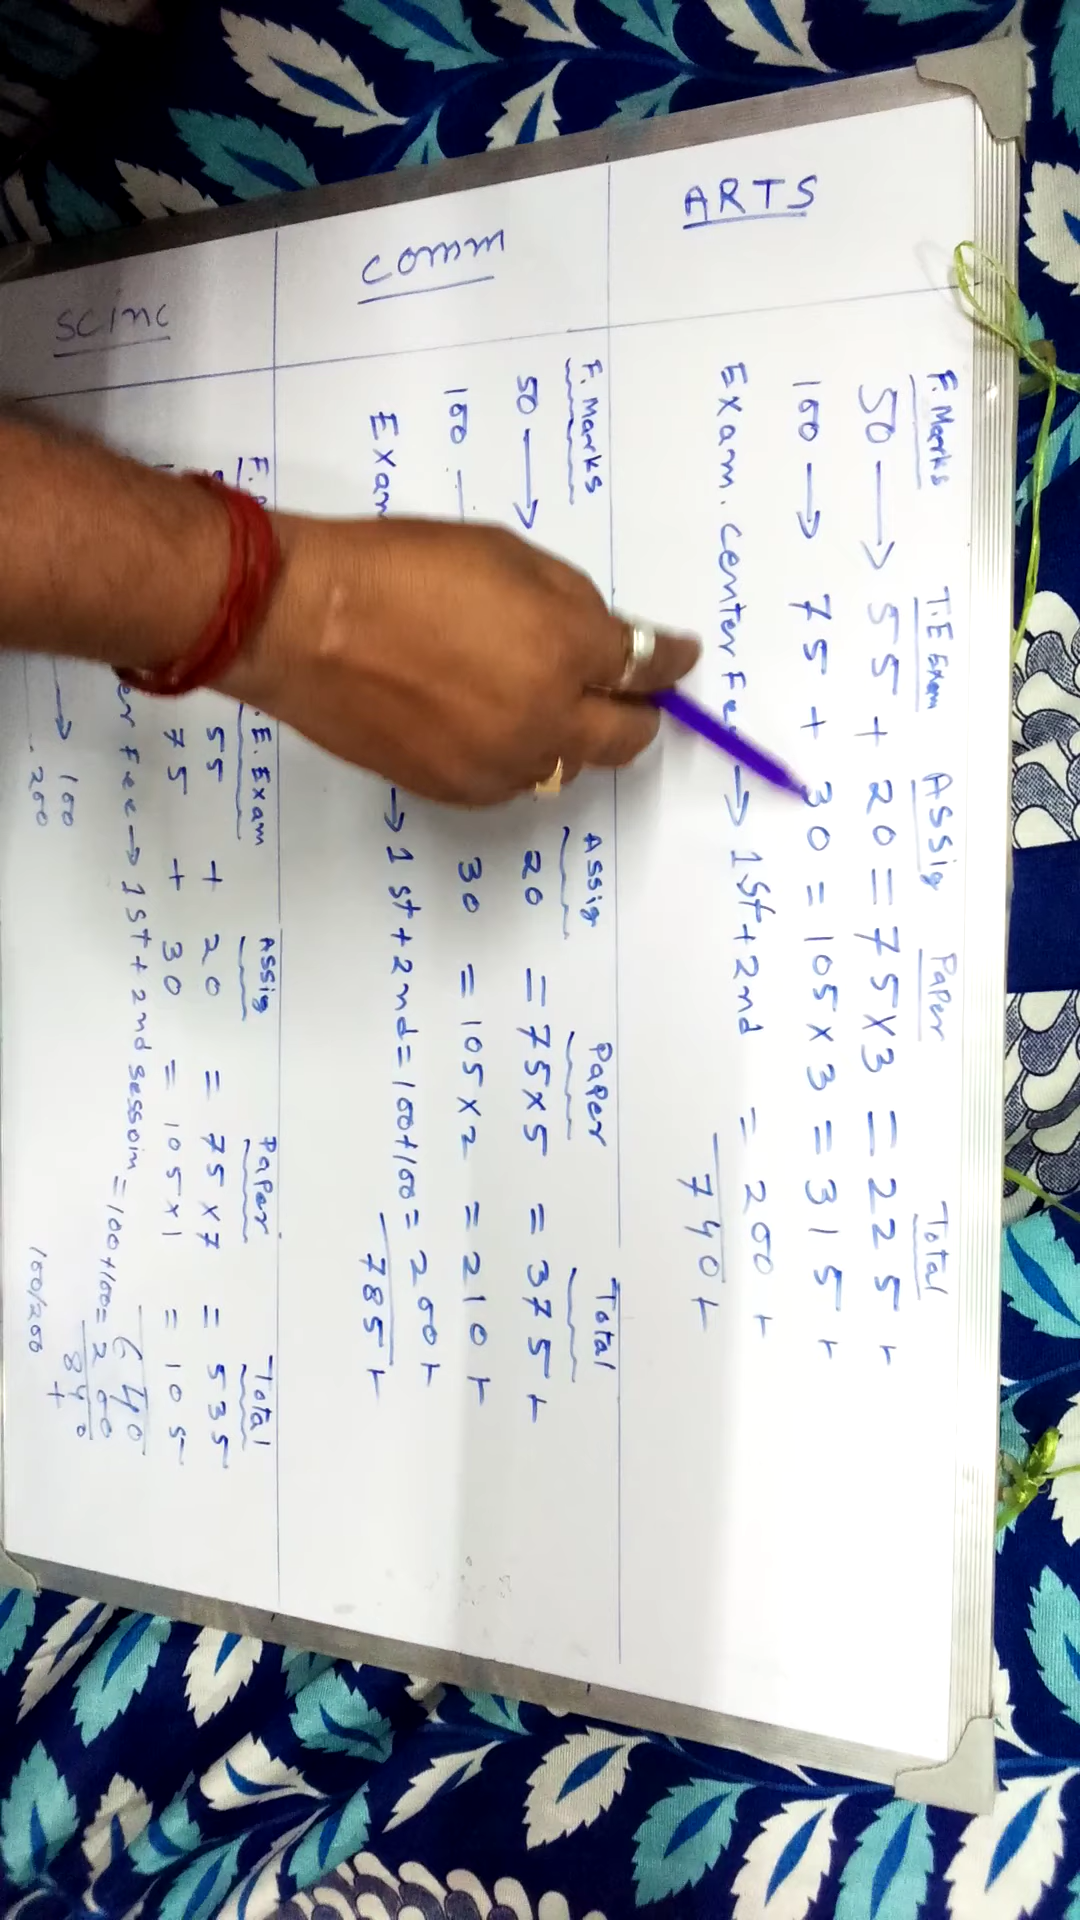 ARTS
F. Marks T.E Exam Assig Paper Total
50 → 55 + 20 = 75 × 3 = 225 +
100 → 75 + 30 = 105 × 3 = 315 +
Exam. center Fee → 1st + 2nd = 200 +
740 +
comm
F. Marks Assig Paper Total
50 → 20 = 75 × 5 = 375 +
100 30 = 105 × 2 = 210 +
Exam → 1st + 2nd = 100 + 100 = 200 +
785 +
scinc
F. E. Exam Assig Paper Total
55 + 20 = 75 × 7 = 535
75 + 30 = 105 × 1 = 105
640
er Fee → 1st + 2nd sessoin = 100 + 100 = 200
840
+
→ 100
200 100/200